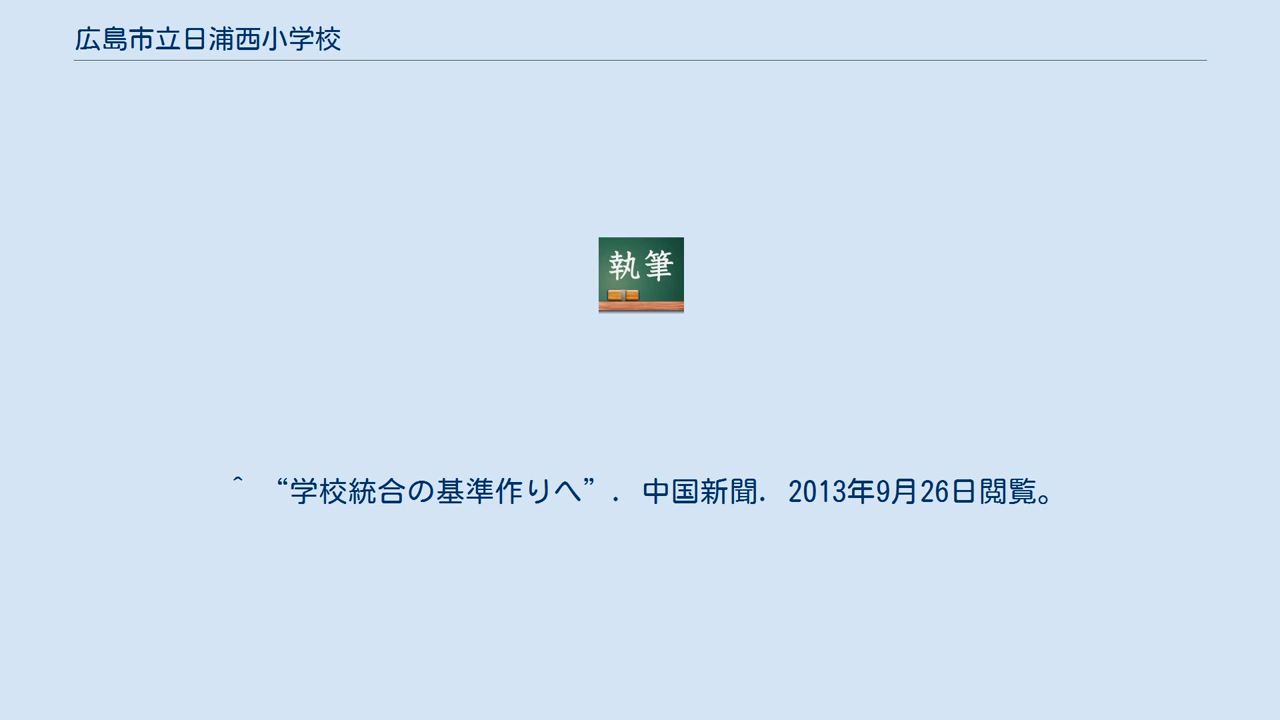 広島市立日浦西小学校
執筆
^ “学校統合の基準作りへ”. 中国新聞. 2013年9月26日閲覧。